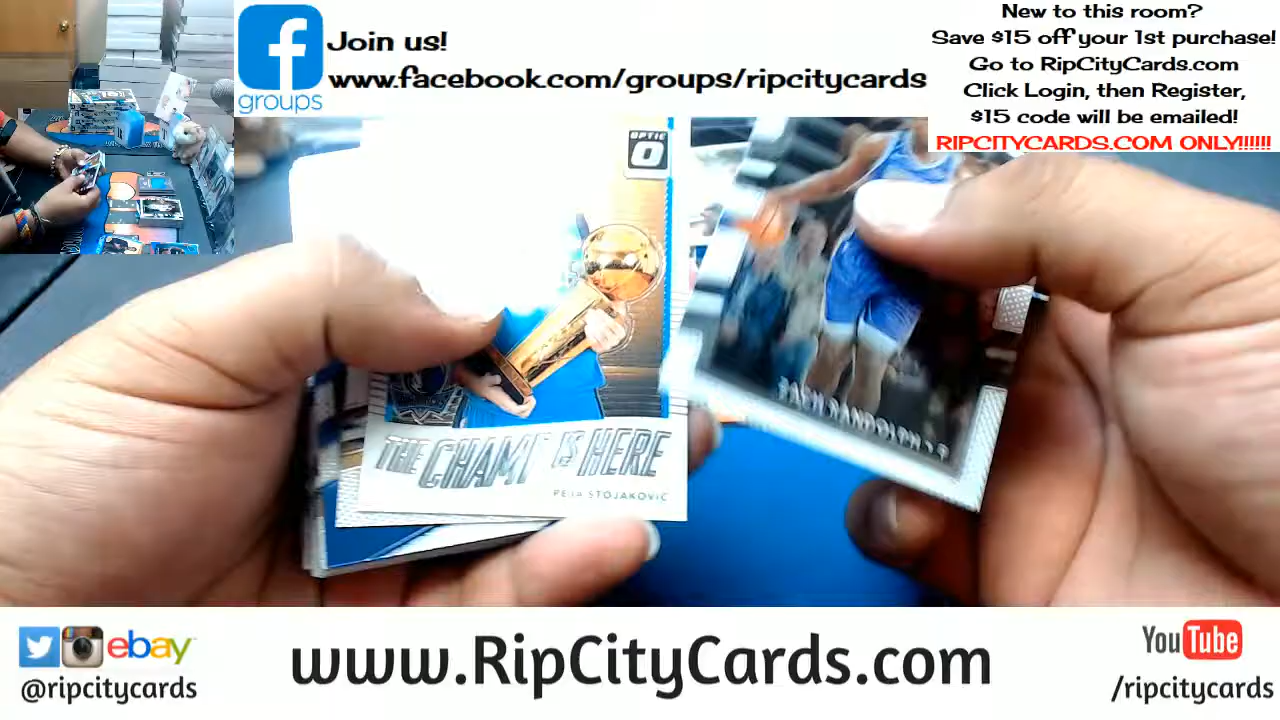 Join us!
www.facebook.com/groups/ripcitycards
groups
New to this room?
Save $15 off your 1st purchase!
Go to RipCityCards.com
Click Login, then Register,
$15 code will be emailed!
RIPCITYCARDS.COM ONLY!!!!!!
OPTIC
THE CHAMP IS HERE
PEJA STOJAKOVIC
ZACH RANDOLPH
ebay
@ripcitycards
www.RipCityCards.com
YouTube
/ripcitycards